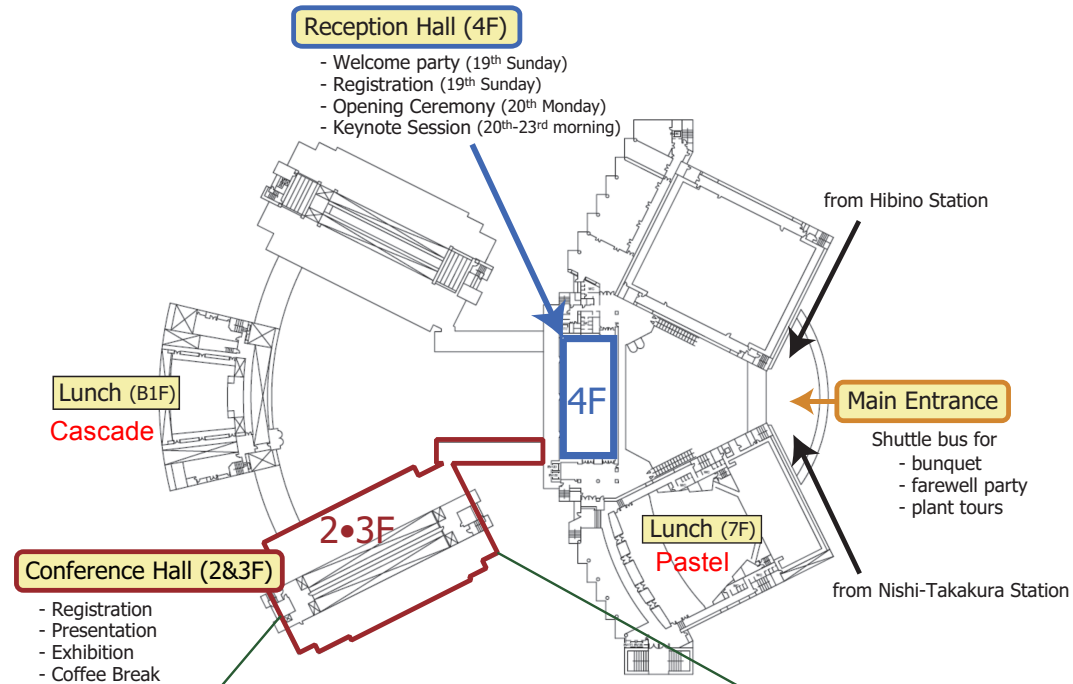 Reception Hall (4F)
- Welcome party (19th Sunday)
- Registration (19th Sunday)
- Opening Ceremony (20th Monday)
- Keynote Session (20th-23rd morning)
from Hibino Station
4F
Main Entrance
Shuttle bus for
- bunquet
- farewell party
- plant tours
Lunch (B1F)
Cascade
2•3F
Lunch (7F)
Pastel
from Nishi-Takakura Station
Conference Hall (2&3F)
- Registration
- Presentation
- Exhibition
- Coffee Break